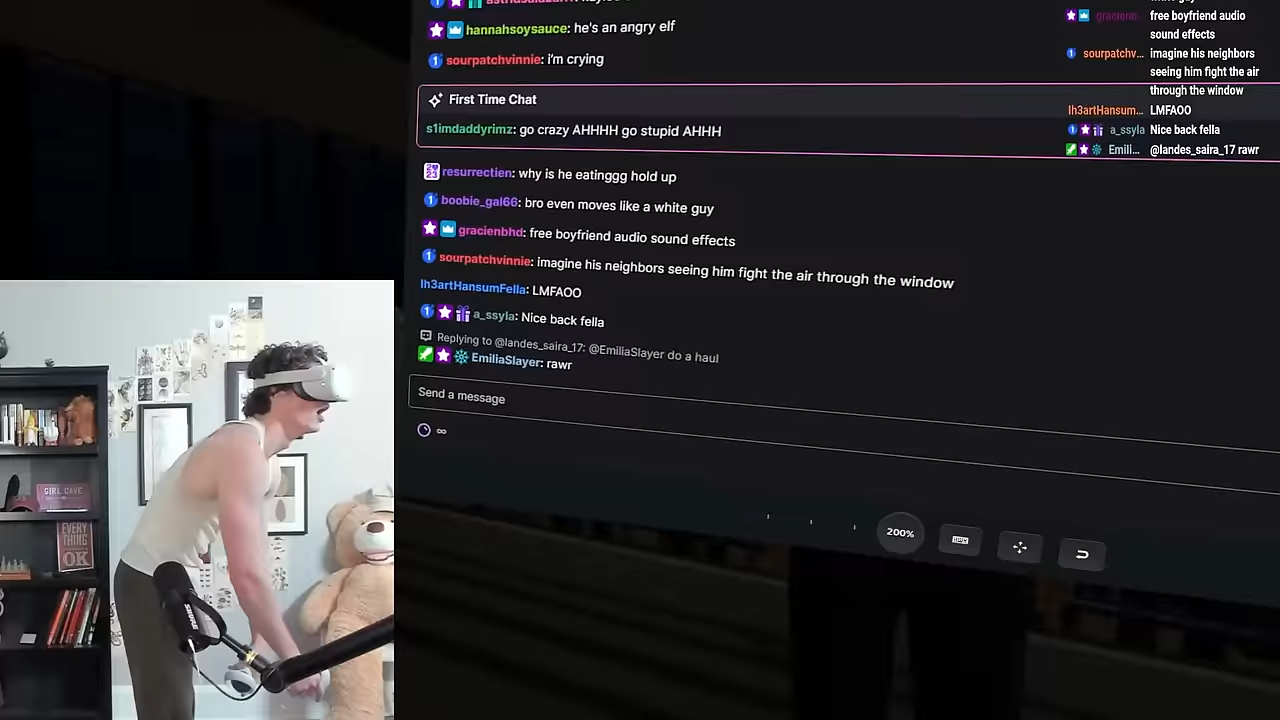 hannahsoysauce: he's an angry elf
sourpatchvinnie: i'm crying
First Time Chat
s1imdaddyrimz: go crazy AHHHH go stupid AHHH
resurrectien: why is he eatinggg hold up
boobie_gal66: bro even moves like a white guy
gracienbhd: free boyfriend audio sound effects
sourpatchvinnie: imagine his neighbors seeing him fight the air through the window
lh3artHansumFella: LMFAOO
a_ssyla: Nice back fella
Replying to @landes_saira_17: @EmiliaSlayer do a haul
EmiliaSlayer: rawr
Send a message
∞
200%
gracienb... free boyfriend audio
sound effects
sourpatchv... imagine his neighbors
seeing him fight the air
through the window
lh3artHansum... LMFAOO
a_ssyla Nice back fella
Emili... @landes_saira_17 rawr
GIRL CAVE
EVERY
THING
OK
SHURE